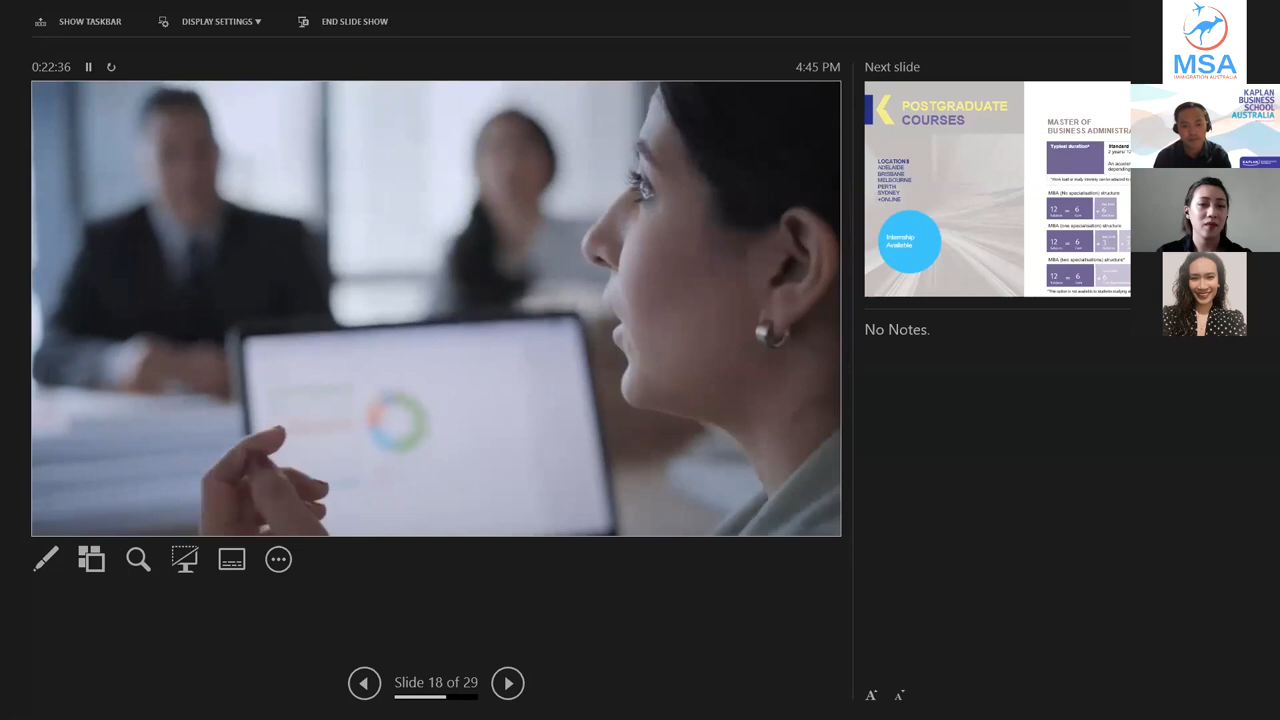 SHOW TASKBAR
DISPLAY SETTINGS ▼
END SLIDE SHOW
0:22:36
4:45 PM
Next slide
POSTGRADUATE
COURSES
LOCATIONS
ADELAIDE
BRISBANE
MELBOURNE
PERTH
SYDNEY
+ONLINE
Internship
Available
MASTER OF
BUSINESS ADMINISTRA
Typical duration*
Standard
MBA (No specialisation) structure
12 = 6
MBA (one specialisation) structure
12 = 6
MBA (two specialisations) structure*
12 = 6
MSA
IMMIGRATION AUSTRALIA
KAPLAN
BUSINESS
SCHOOL
AUSTRALIA
No Notes.
Slide 18 of 29
A
A